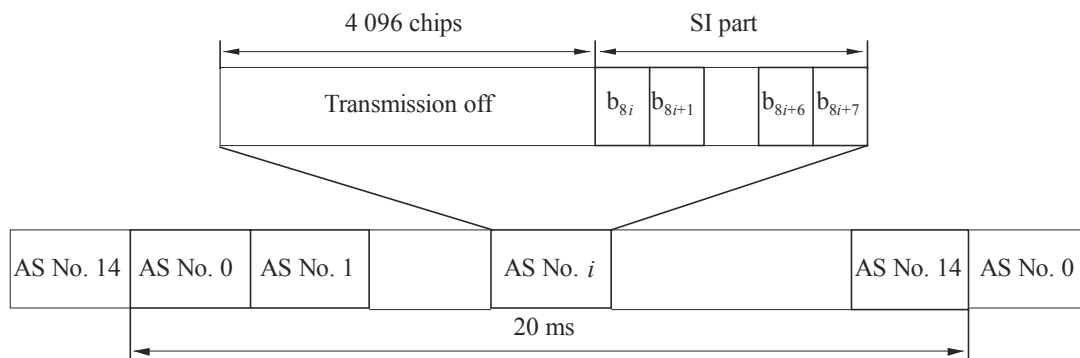 4 096 chips SI part
Transmission off b8i b8i+1 b8i+6 b8i+7
AS No. 14 AS No. 0 AS No. 1 AS No. i AS No. 14 AS No. 0
20 ms